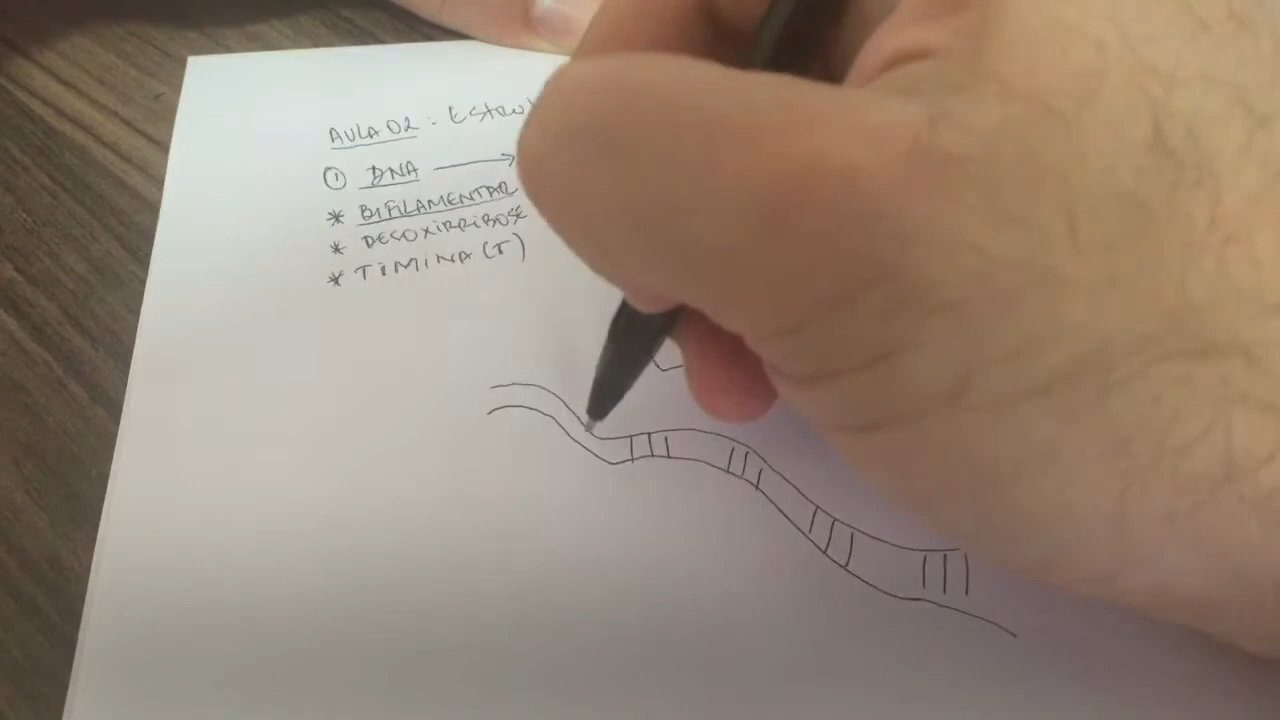 AULA 02: Estru
① DNA →
* BIFILAMENTAR
* DESOXIRRIBOSE
* TIMINA (T)